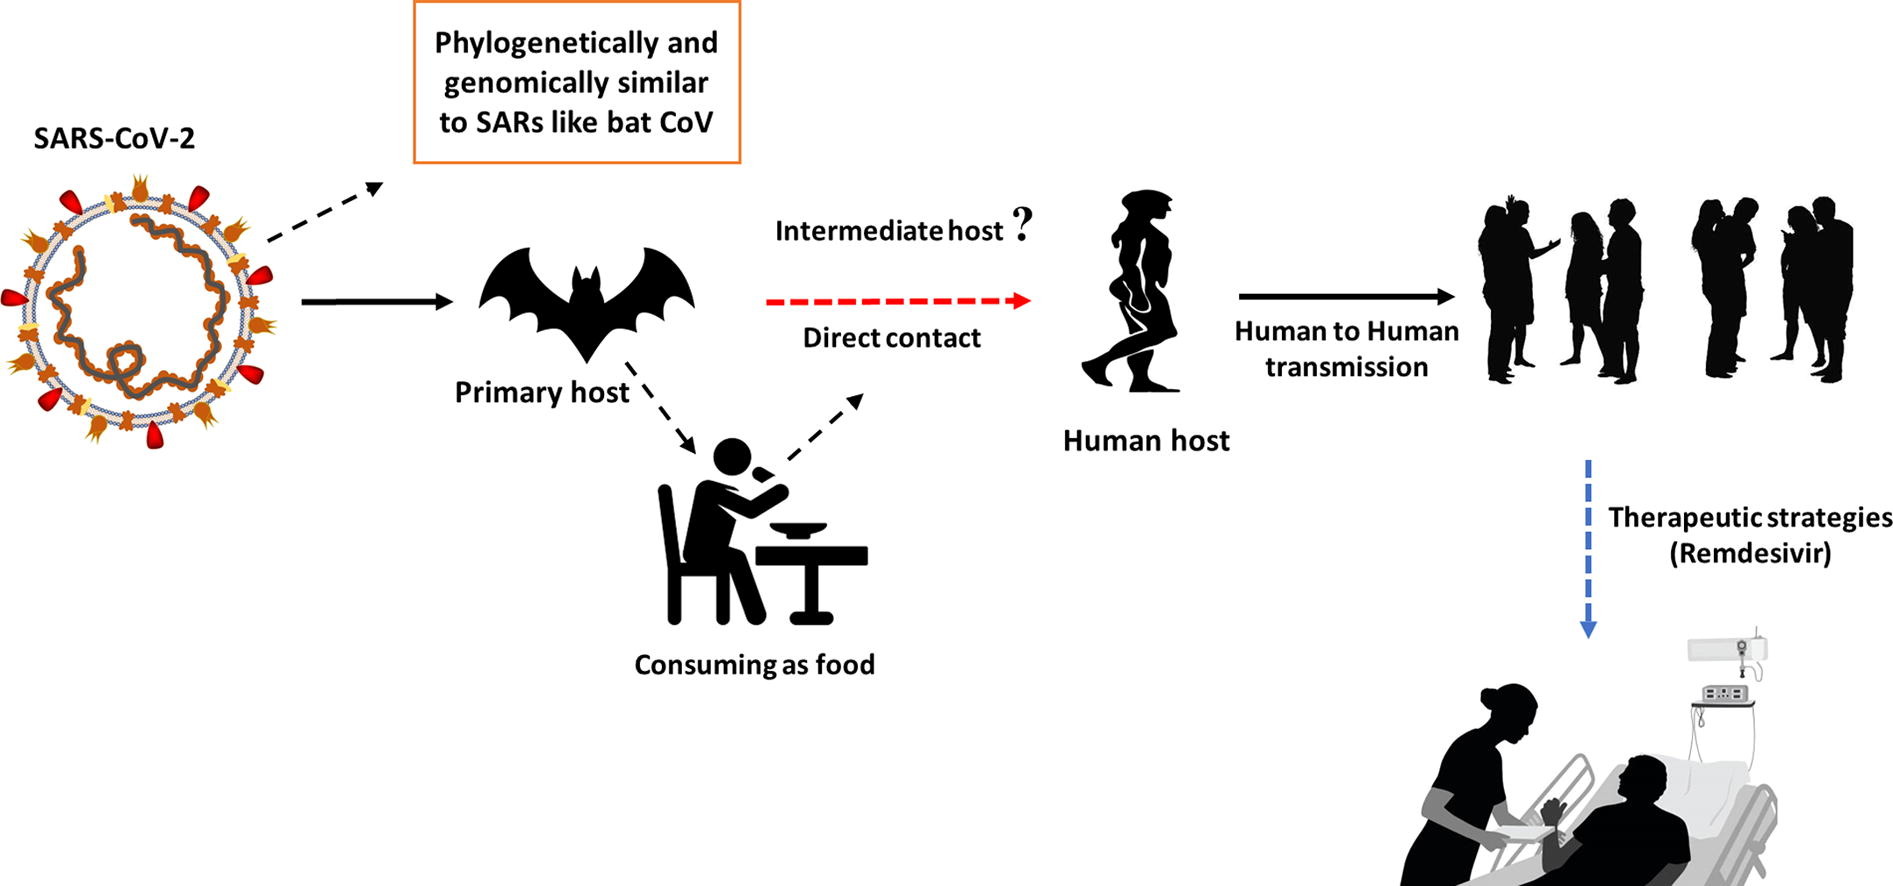 Phylogenetically and
genomically similar
to SARs like bat CoV
SARS-CoV-2
Intermediate host ?
Direct contact
Primary host
Human to Human
transmission
Human host
Consuming as food
Therapeutic strategies
(Remdesivir)